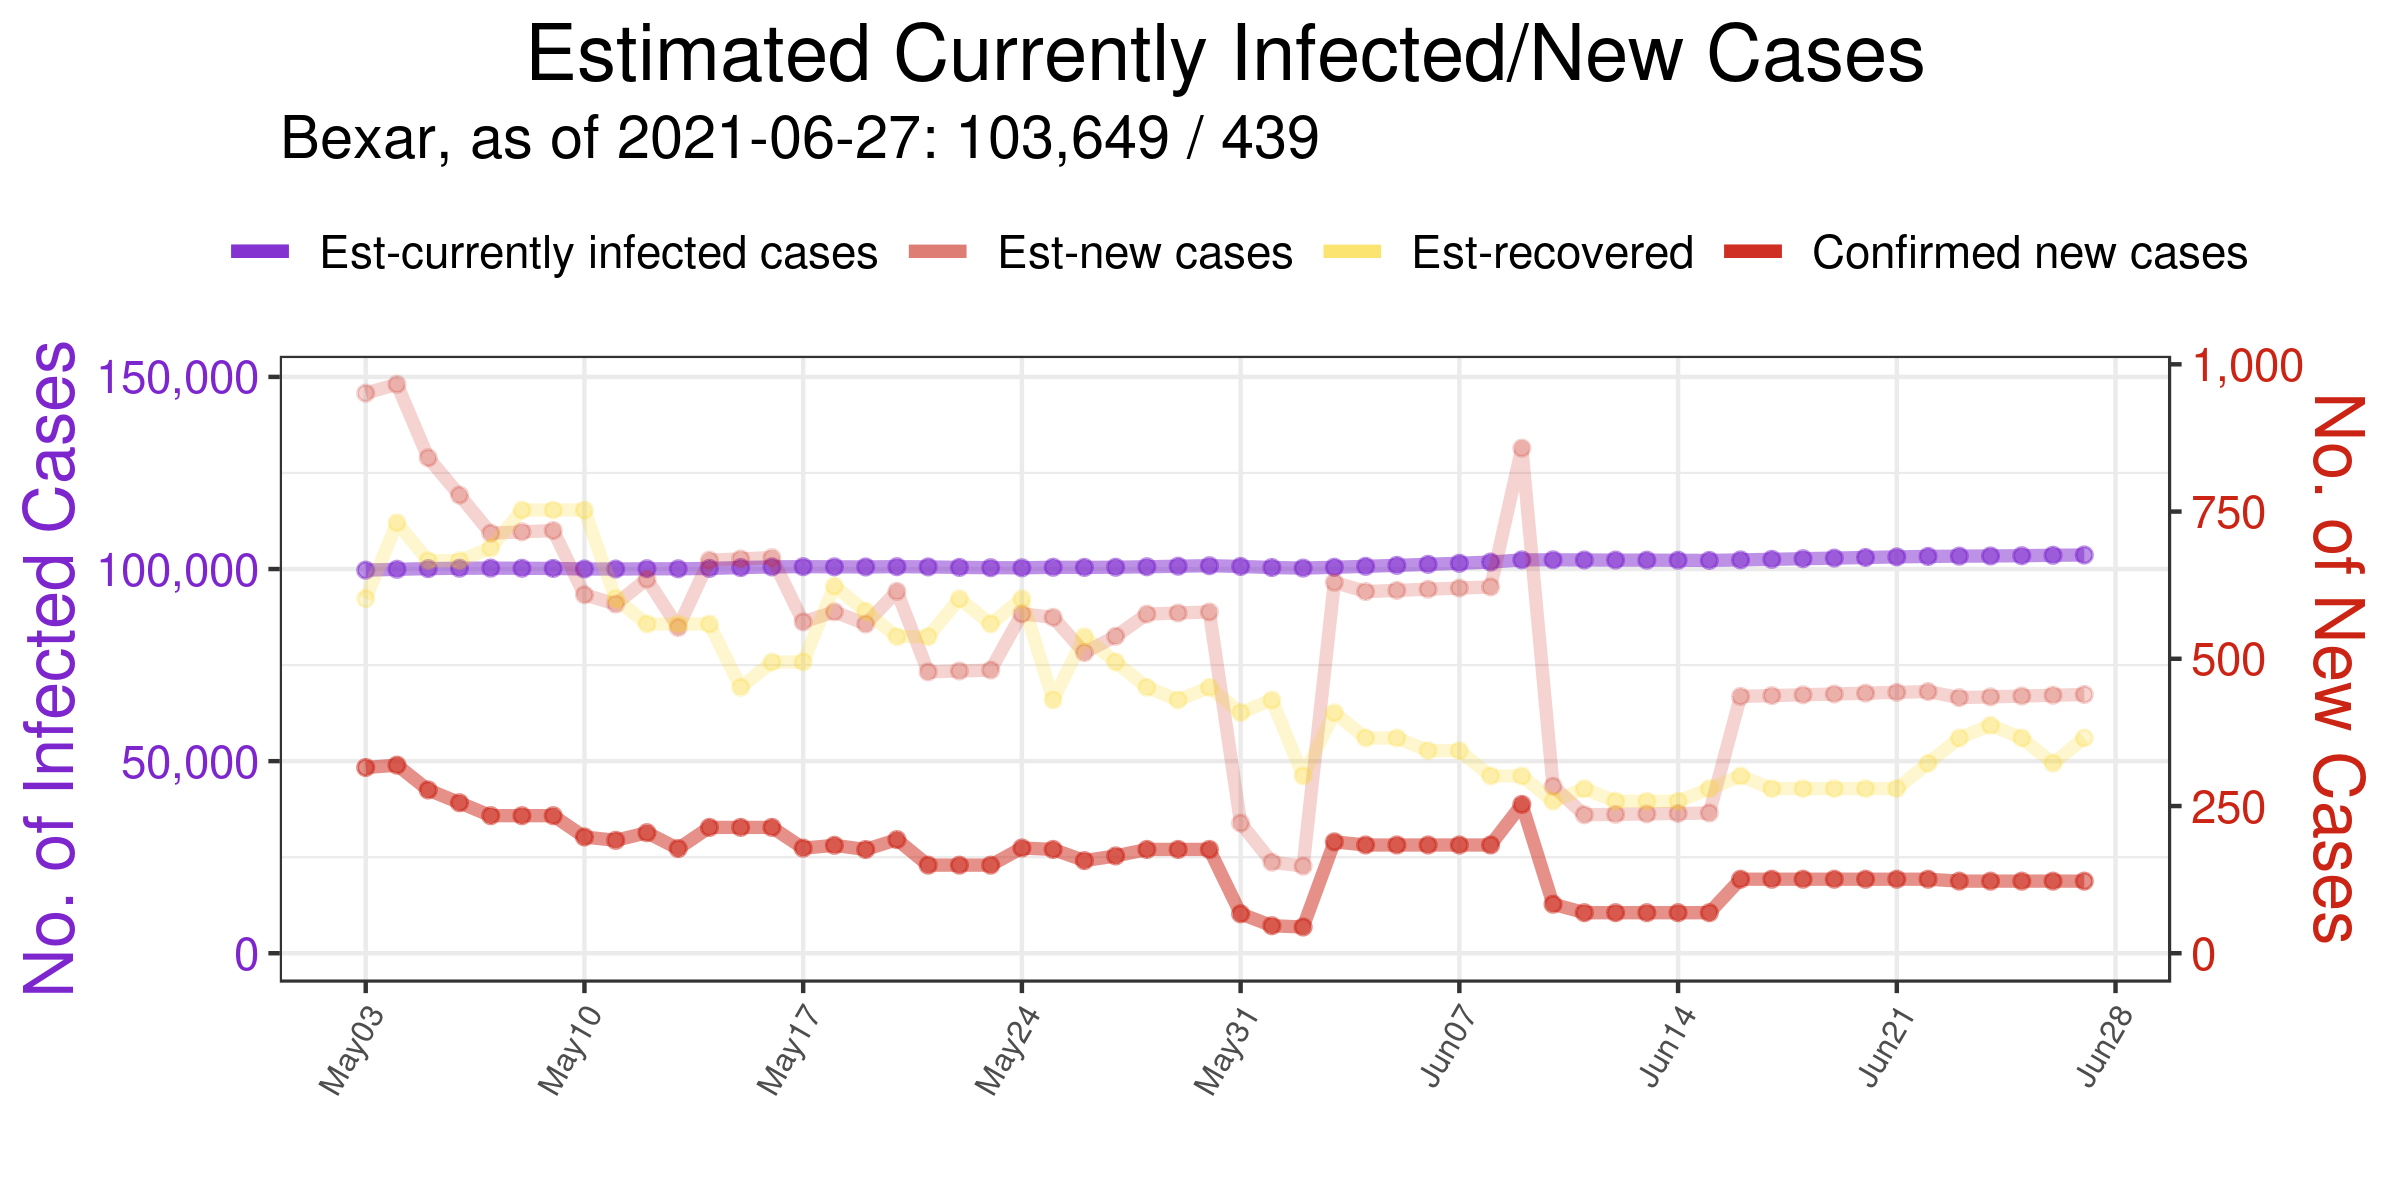 Estimated Currently Infected/New Cases
Bexar, as of 2021-06-27: 103,649 / 439
Est-currently infected cases Est-new cases Est-recovered Confirmed new cases
No. of Infected Cases
150,000
100,000
50,000
0
1,000
750
500
250
0
No. of New Cases
May03 May10 May17 May24 May31 Jun07 Jun14 Jun21 Jun28